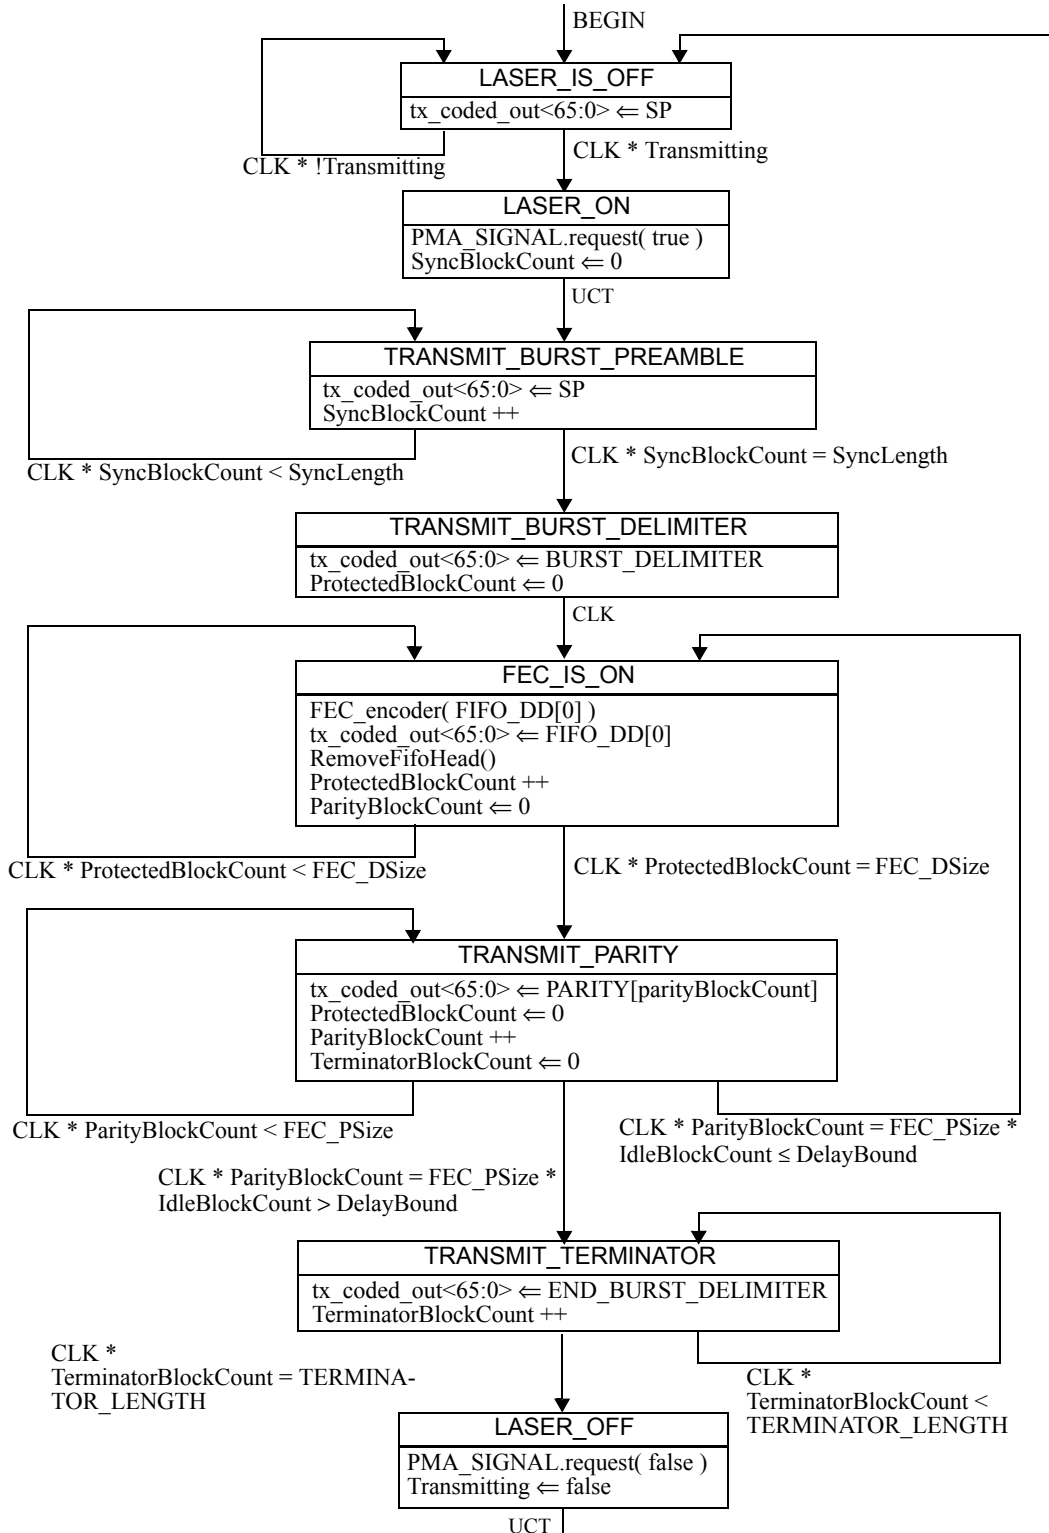 BEGIN
LASER_IS_OFF
tx_coded_out<65:0> ⇐ SP
CLK * !Transmitting
CLK * Transmitting
LASER_ON
PMA_SIGNAL.request( true )
SyncBlockCount ⇐ 0
UCT
TRANSMIT_BURST_PREAMBLE
tx_coded_out<65:0> ⇐ SP
SyncBlockCount ++
CLK * SyncBlockCount < SyncLength
CLK * SyncBlockCount = SyncLength
TRANSMIT_BURST_DELIMITER
tx_coded_out<65:0> ⇐ BURST_DELIMITER
ProtectedBlockCount ⇐ 0
CLK
FEC_IS_ON
FEC_encoder( FIFO_DD[0] )
tx_coded_out<65:0> ⇐ FIFO_DD[0]
RemoveFifoHead()
ProtectedBlockCount ++
ParityBlockCount ⇐ 0
CLK * ProtectedBlockCount < FEC_DSize
CLK * ProtectedBlockCount = FEC_DSize
TRANSMIT_PARITY
tx_coded_out<65:0> ⇐ PARITY[parityBlockCount]
ProtectedBlockCount ⇐ 0
ParityBlockCount ++
TerminatorBlockCount ⇐ 0
CLK * ParityBlockCount < FEC_PSize
CLK * ParityBlockCount = FEC_PSize *
IdleBlockCount ≤ DelayBound
CLK * ParityBlockCount = FEC_PSize *
IdleBlockCount > DelayBound
TRANSMIT_TERMINATOR
tx_coded_out<65:0> ⇐ END_BURST_DELIMITER
TerminatorBlockCount ++
CLK *
TerminatorBlockCount = TERMINA-
TOR_LENGTH
CLK *
TerminatorBlockCount <
TERMINATOR_LENGTH
LASER_OFF
PMA_SIGNAL.request( false )
Transmitting ⇐ false
UCT